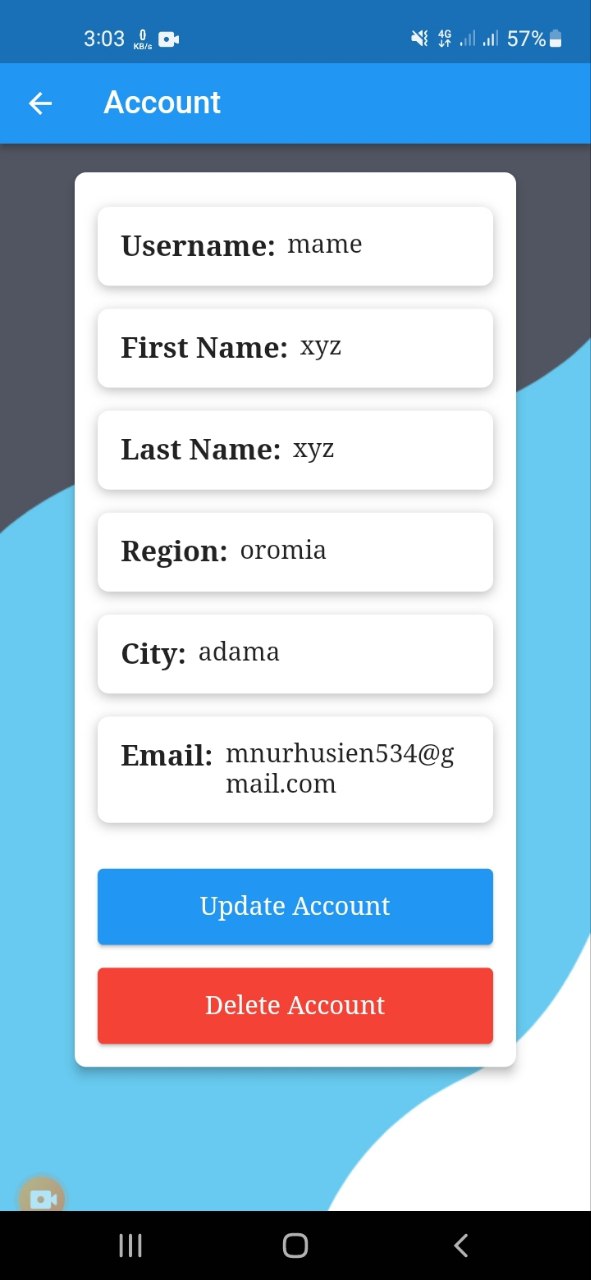 3:03 0 KB/s 4G 57%
Account
Username: mame
First Name: xyz
Last Name: xyz
Region: oromia
City: adama
Email: mnurhusien534@g
mail.com
Update Account
Delete Account